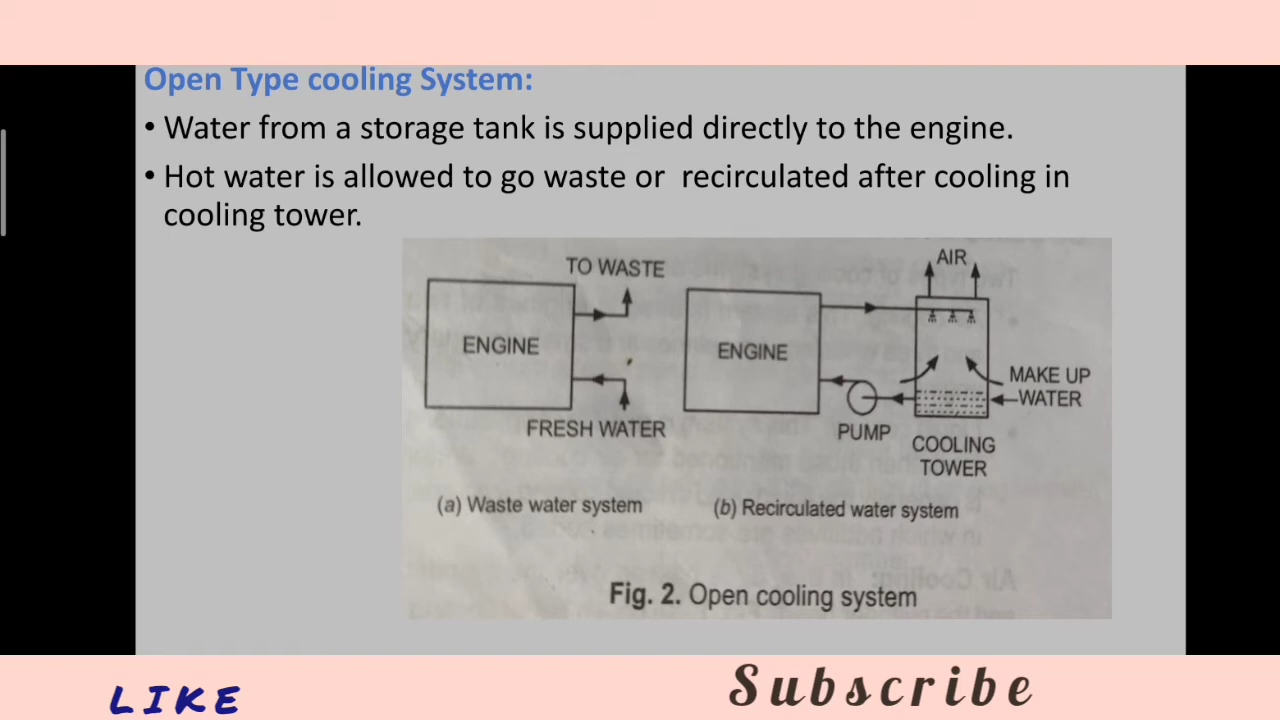 Open Type cooling System:
• Water from a storage tank is supplied directly to the engine.
• Hot water is allowed to go waste or recirculated after cooling in
cooling tower.
TO WASTE
ENGINE
FRESH WATER
(a) Waste water system
AIR
ENGINE
MAKE UP
WATER
PUMP
COOLING
TOWER
(b) Recirculated water system
Fig. 2. Open cooling system
LIKE
Subscribe